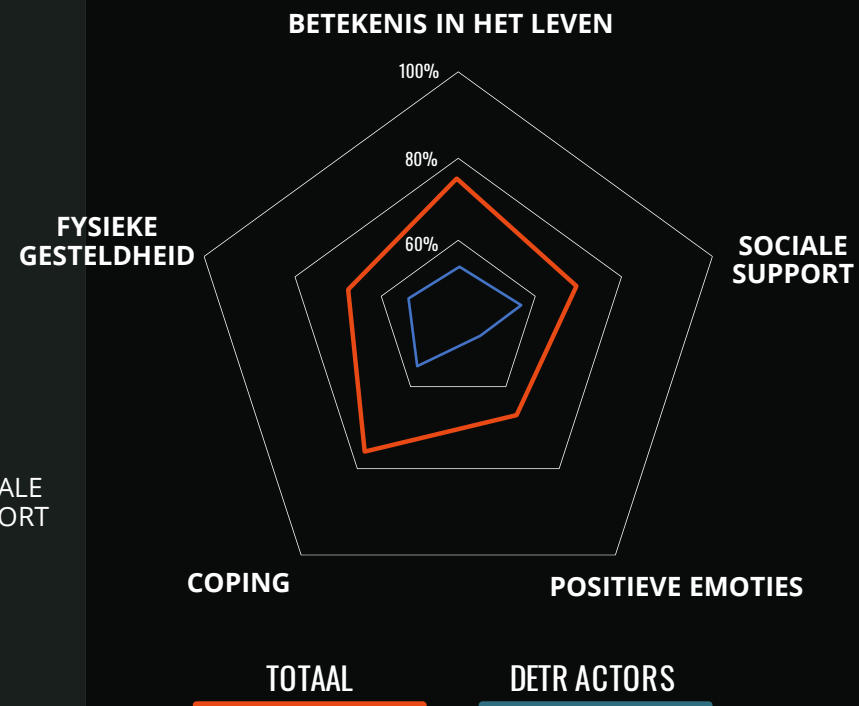 BETEKENIS IN HET LEVEN
100%
80%
60%
FYSIEKE
GESTELDHEID
SOCIALE
SUPPORT
ALE
ORT
COPING
POSITIEVE EMOTIES
TOTAAL
DETR ACTORS